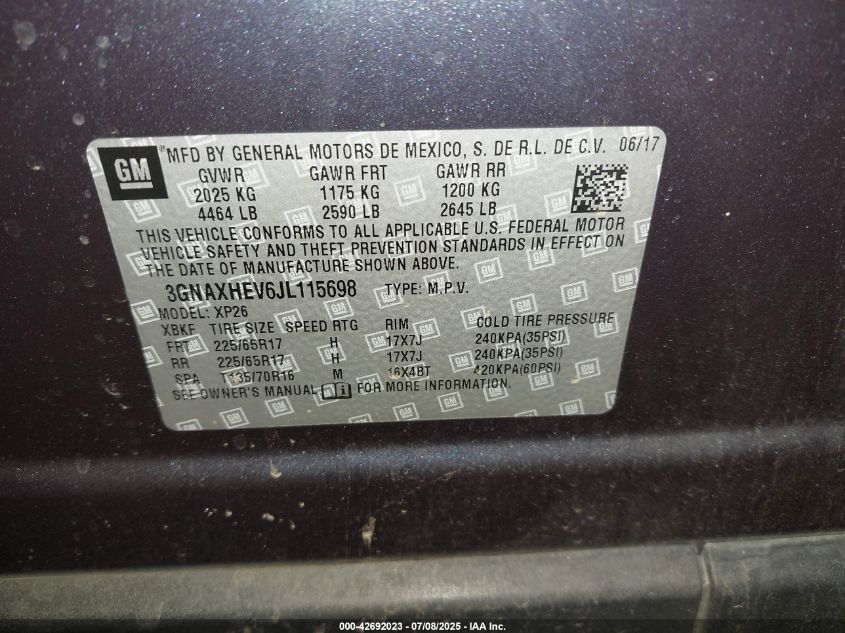 GM
® MFD BY GENERAL MOTORS DE MEXICO, S. DE R.L. DE C.V. 06/17
GVWR GAWR FRT GAWR RR
2025 KG 1175 KG 1200 KG
4464 LB 2590 LB 2645 LB
THIS VEHICLE CONFORMS TO ALL APPLICABLE U.S. FEDERAL MOTOR
VEHICLE SAFETY AND THEFT PREVENTION STANDARDS IN EFFECT ON
THE DATE OF MANUFACTURE SHOWN ABOVE.
3GNAXHEV6JL115698 TYPE: M.P.V.
MODEL: XP26
XBKF TIRE SIZE SPEED RTG RIM COLD TIRE PRESSURE
FRT 225/65R17 H 17X7J 240KPA(35PSI)
RR 225/65R17 H 17X7J 240KPA(35PSI)
SPA T135/70R16 M 16X4BT 420KPA(60PSI)
SEE OWNER'S MANUAL i FOR MORE INFORMATION.
000-42692023 - 07/08/2025 - IAA Inc.